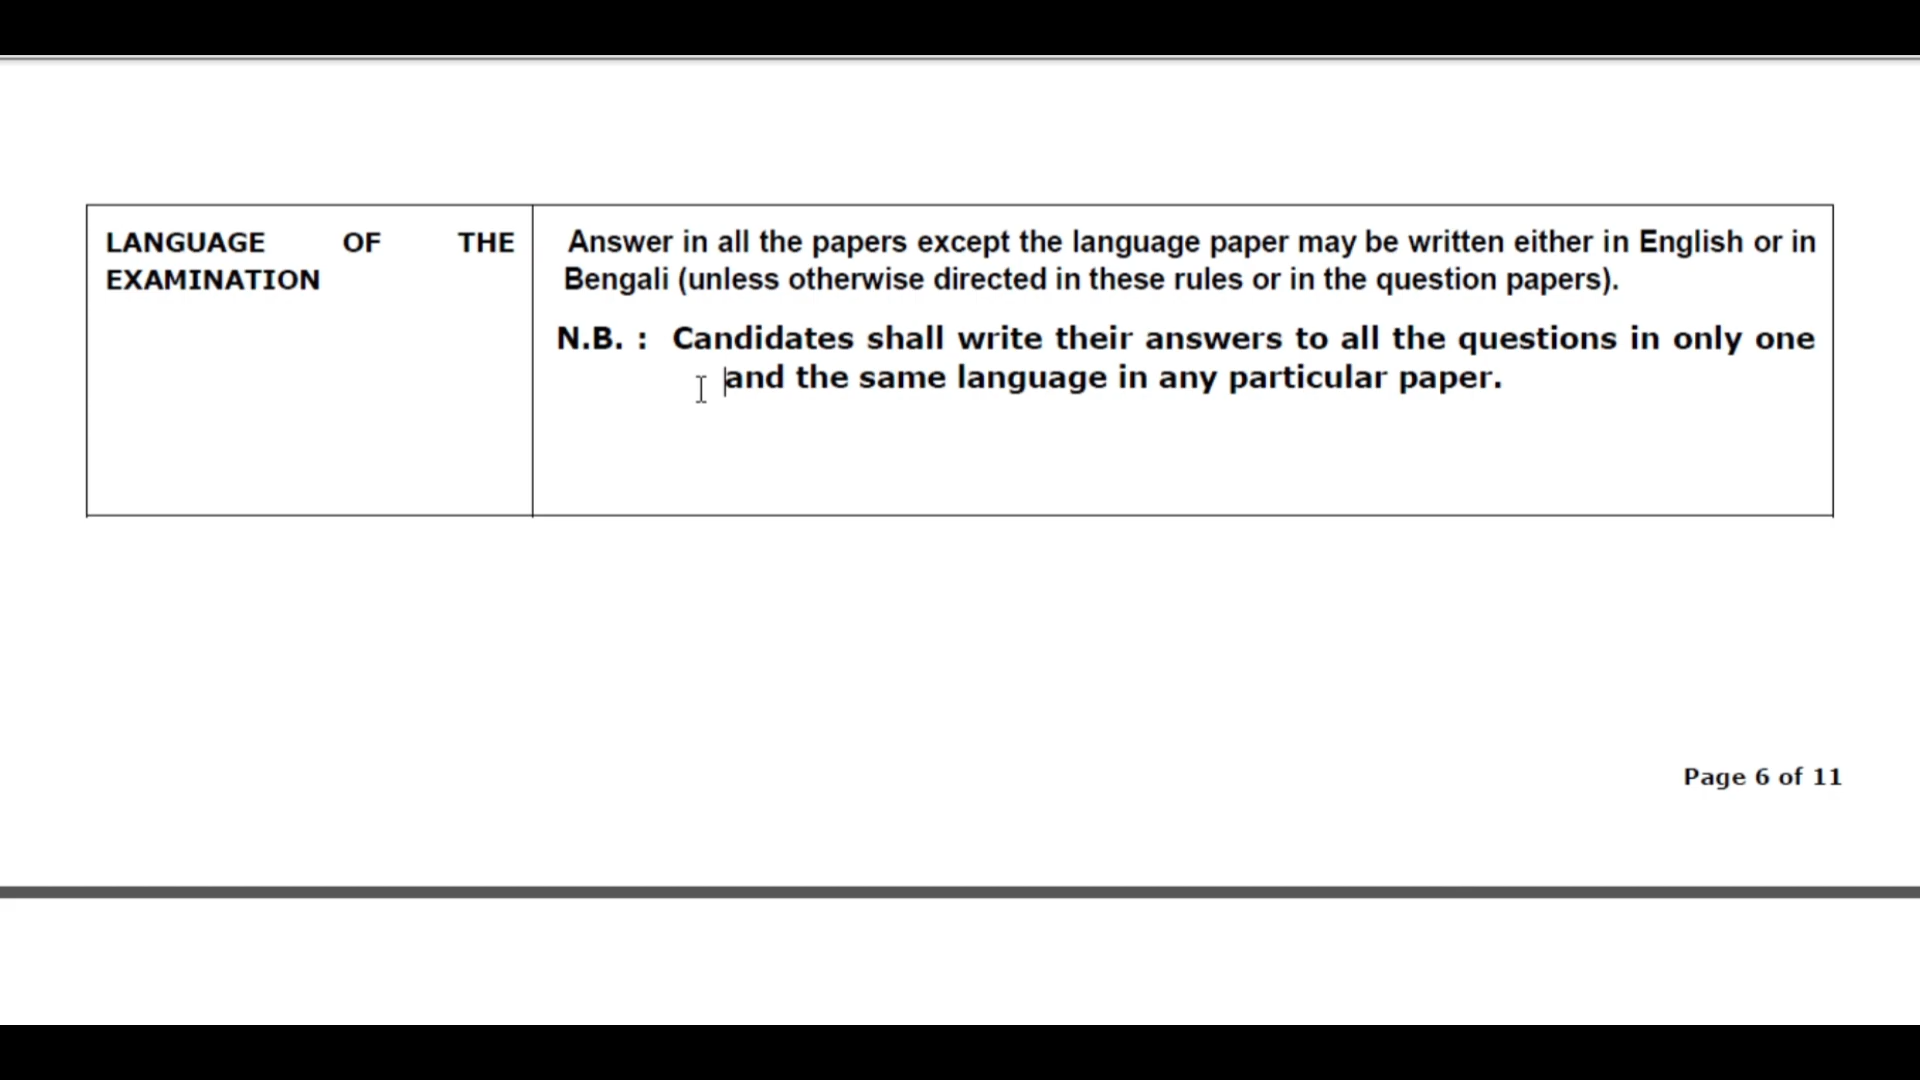 LANGUAGE OF THE
EXAMINATION
Answer in all the papers except the language paper may be written either in English or in
Bengali (unless otherwise directed in these rules or in the question papers).
N.B. : Candidates shall write their answers to all the questions in only one
and the same language in any particular paper.
Page 6 of 11